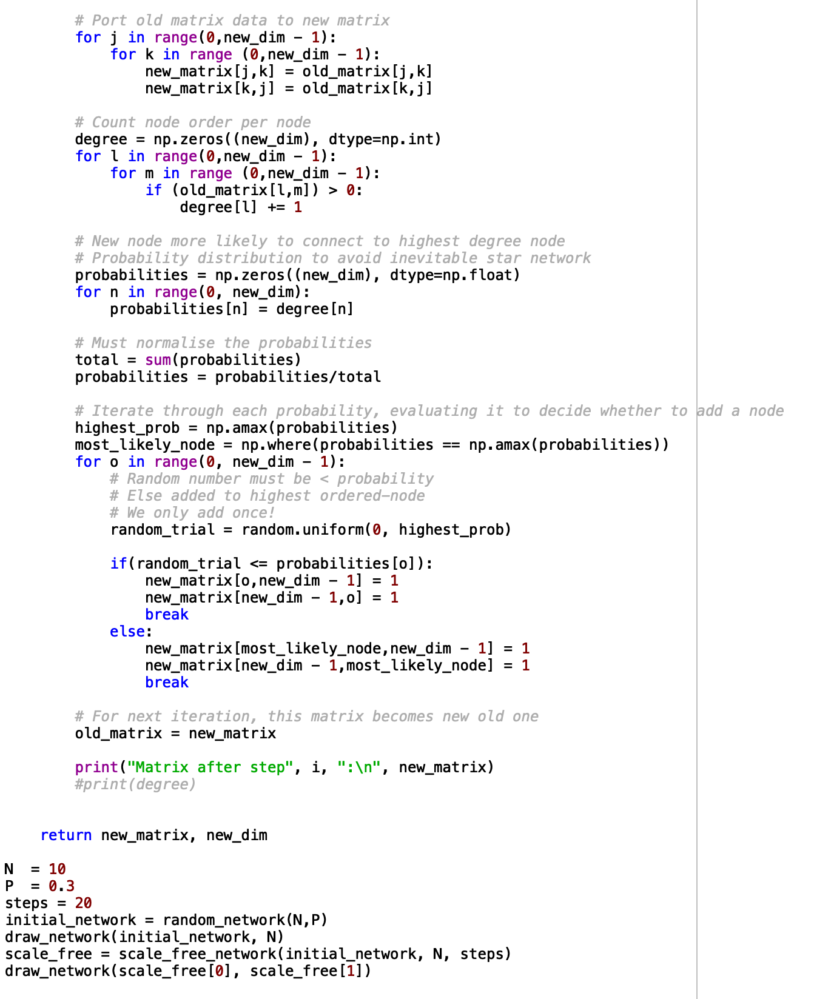 # Port old matrix data to new matrix
for j in range(0,new_dim - 1):
for k in range (0,new_dim - 1):
new_matrix[j,k] = old_matrix[j,k]
new_matrix[k,j] = old_matrix[k,j]
# Count node order per node
degree = np.zeros((new_dim), dtype=np.int)
for l in range(0,new_dim - 1):
for m in range (0,new_dim - 1):
if (old_matrix[l,m]) > 0:
degree[l] += 1
# New node more likely to connect to highest degree node
# Probability distribution to avoid inevitable star network
probabilities = np.zeros((new_dim), dtype=np.float)
for n in range(0, new_dim):
probabilities[n] = degree[n]
# Must normalise the probabilities
total = sum(probabilities)
probabilities = probabilities/total
# Iterate through each probability, evaluating it to decide whether to add a node
highest_prob = np.amax(probabilities)
most_likely_node = np.where(probabilities == np.amax(probabilities))
for o in range(0, new_dim - 1):
# Random number must be < probability
# Else added to highest ordered-node
# We only add once!
random_trial = random.uniform(0, highest_prob)
if(random_trial <= probabilities[o]):
new_matrix[o,new_dim - 1] = 1
new_matrix[new_dim - 1,o] = 1
break
else:
new_matrix[most_likely_node,new_dim - 1] = 1
new_matrix[new_dim - 1,most_likely_node] = 1
break
# For next iteration, this matrix becomes new old one
old_matrix = new_matrix
print("Matrix after step", i, ":\n", new_matrix)
#print(degree)
return new_matrix, new_dim
N  = 10
P  = 0.3
steps = 20
initial_network = random_network(N,P)
draw_network(initial_network, N)
scale_free = scale_free_network(initial_network, N, steps)
draw_network(scale_free[0], scale_free[1])